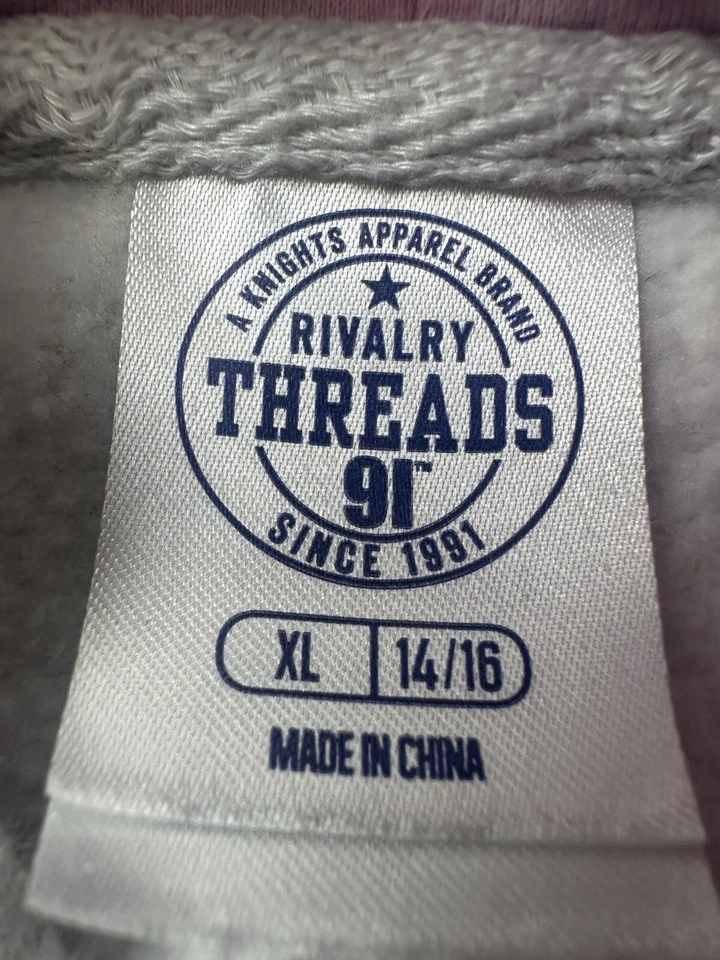 A KNIGHTS APPAREL BRAND
RIVALRY
THREADS
91™
SINCE 1991
XL 14/16
MADE IN CHINA